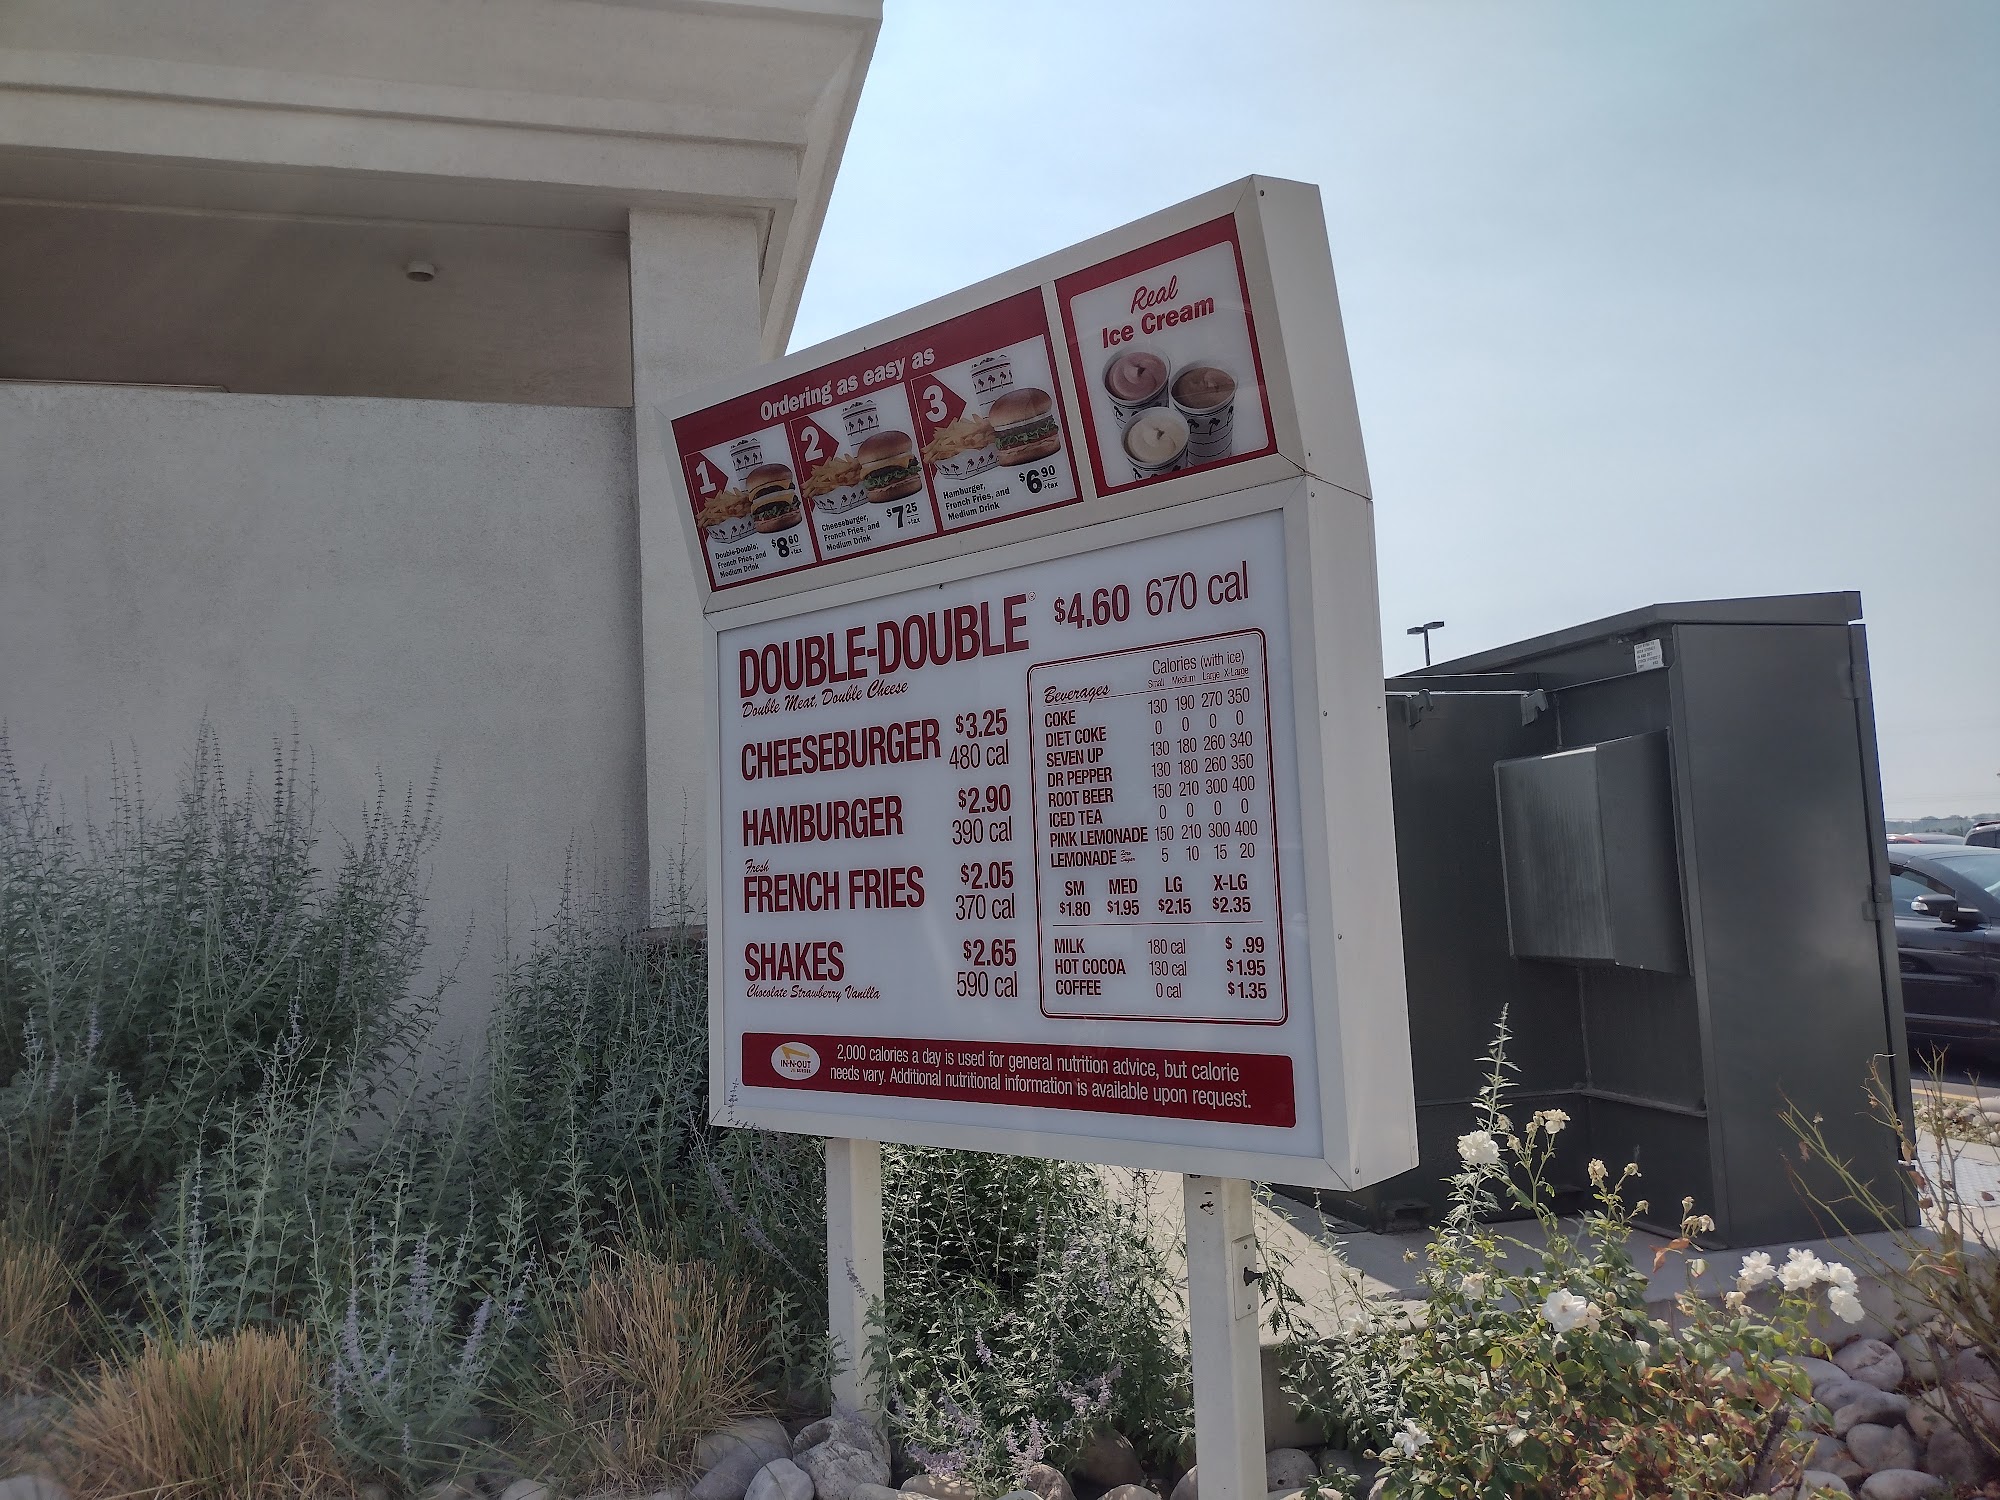 Ordering as easy as
1
Double-Double,
French Fries, and
Medium Drink
$8 60
+tax
2
Cheeseburger,
French Fries, and
Medium Drink
$7 25
+tax
3
Hamburger,
French Fries, and
Medium Drink
$6 90
+tax
Real
Ice Cream
DOUBLE-DOUBLE® $4.60 670 cal
Double Meat, Double Cheese
CHEESEBURGER $3.25
480 cal
HAMBURGER $2.90
390 cal
Fresh
FRENCH FRIES $2.05
370 cal
SHAKES $2.65
Chocolate Strawberry Vanilla 590 cal
Calories (with ice)
Beverages Small Medium Large X-Large
COKE 130 190 270 350
DIET COKE 0 0 0 0
SEVEN UP 130 180 260 340
DR PEPPER 130 180 260 350
ROOT BEER 150 210 300 400
ICED TEA 0 0 0 0
PINK LEMONADE 150 210 300 400
LEMONADE Zero Sugar 5 10 15 20
SM MED LG X-LG
$1.80 $1.95 $2.15 $2.35
MILK 180 cal $ .99
HOT COCOA 130 cal $1.95
COFFEE 0 cal $1.35
IN-N-OUT
BURGER
2,000 calories a day is used for general nutrition advice, but calorie
needs vary. Additional nutritional information is available upon request.